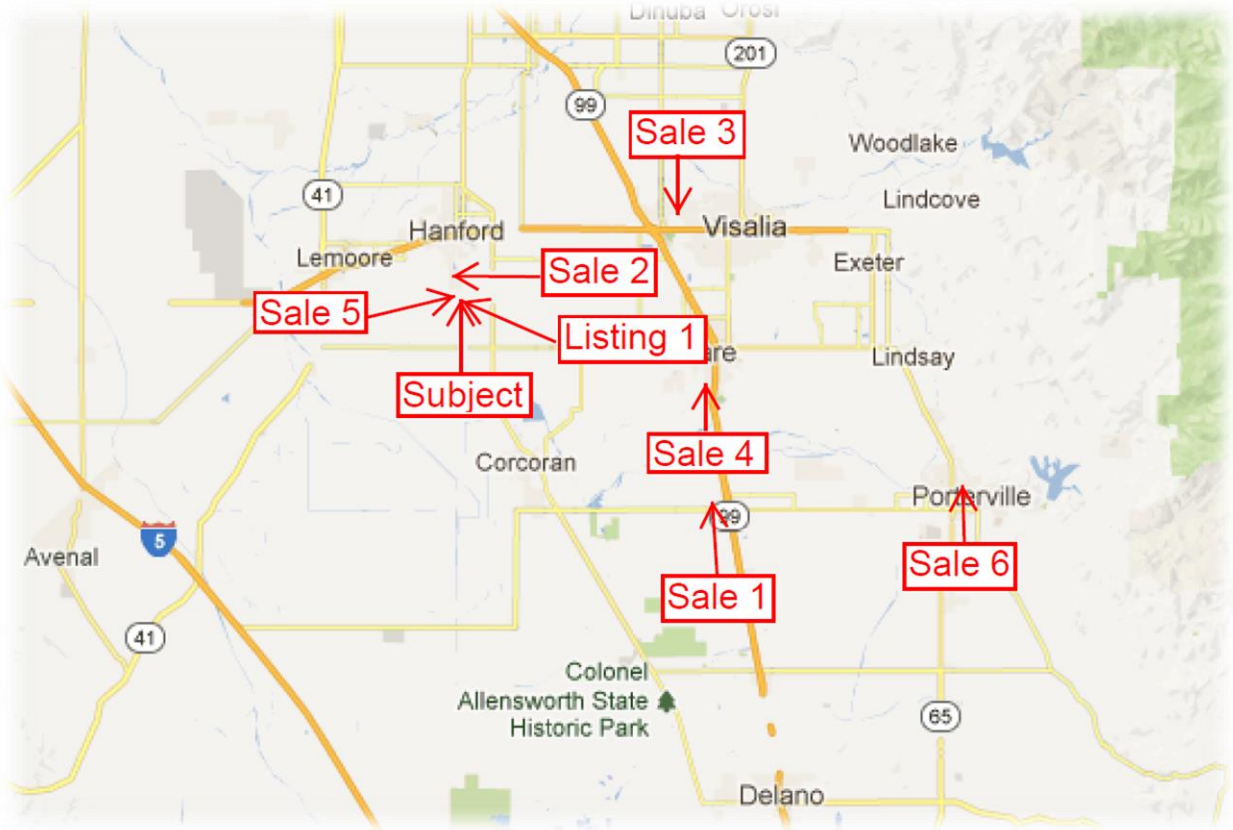 Dinuba Orosi
201
99
Sale 3
Woodlake
41
Lindcove
Hanford
Visalia
Lemoore
Exeter
Sale 2
Sale 5
Listing 1
are
Lindsay
Subject
Sale 4
Corcoran
Porterville
99
5
Avenal
Sale 6
Sale 1
41
Colonel
Allensworth State
Historic Park
65
Delano